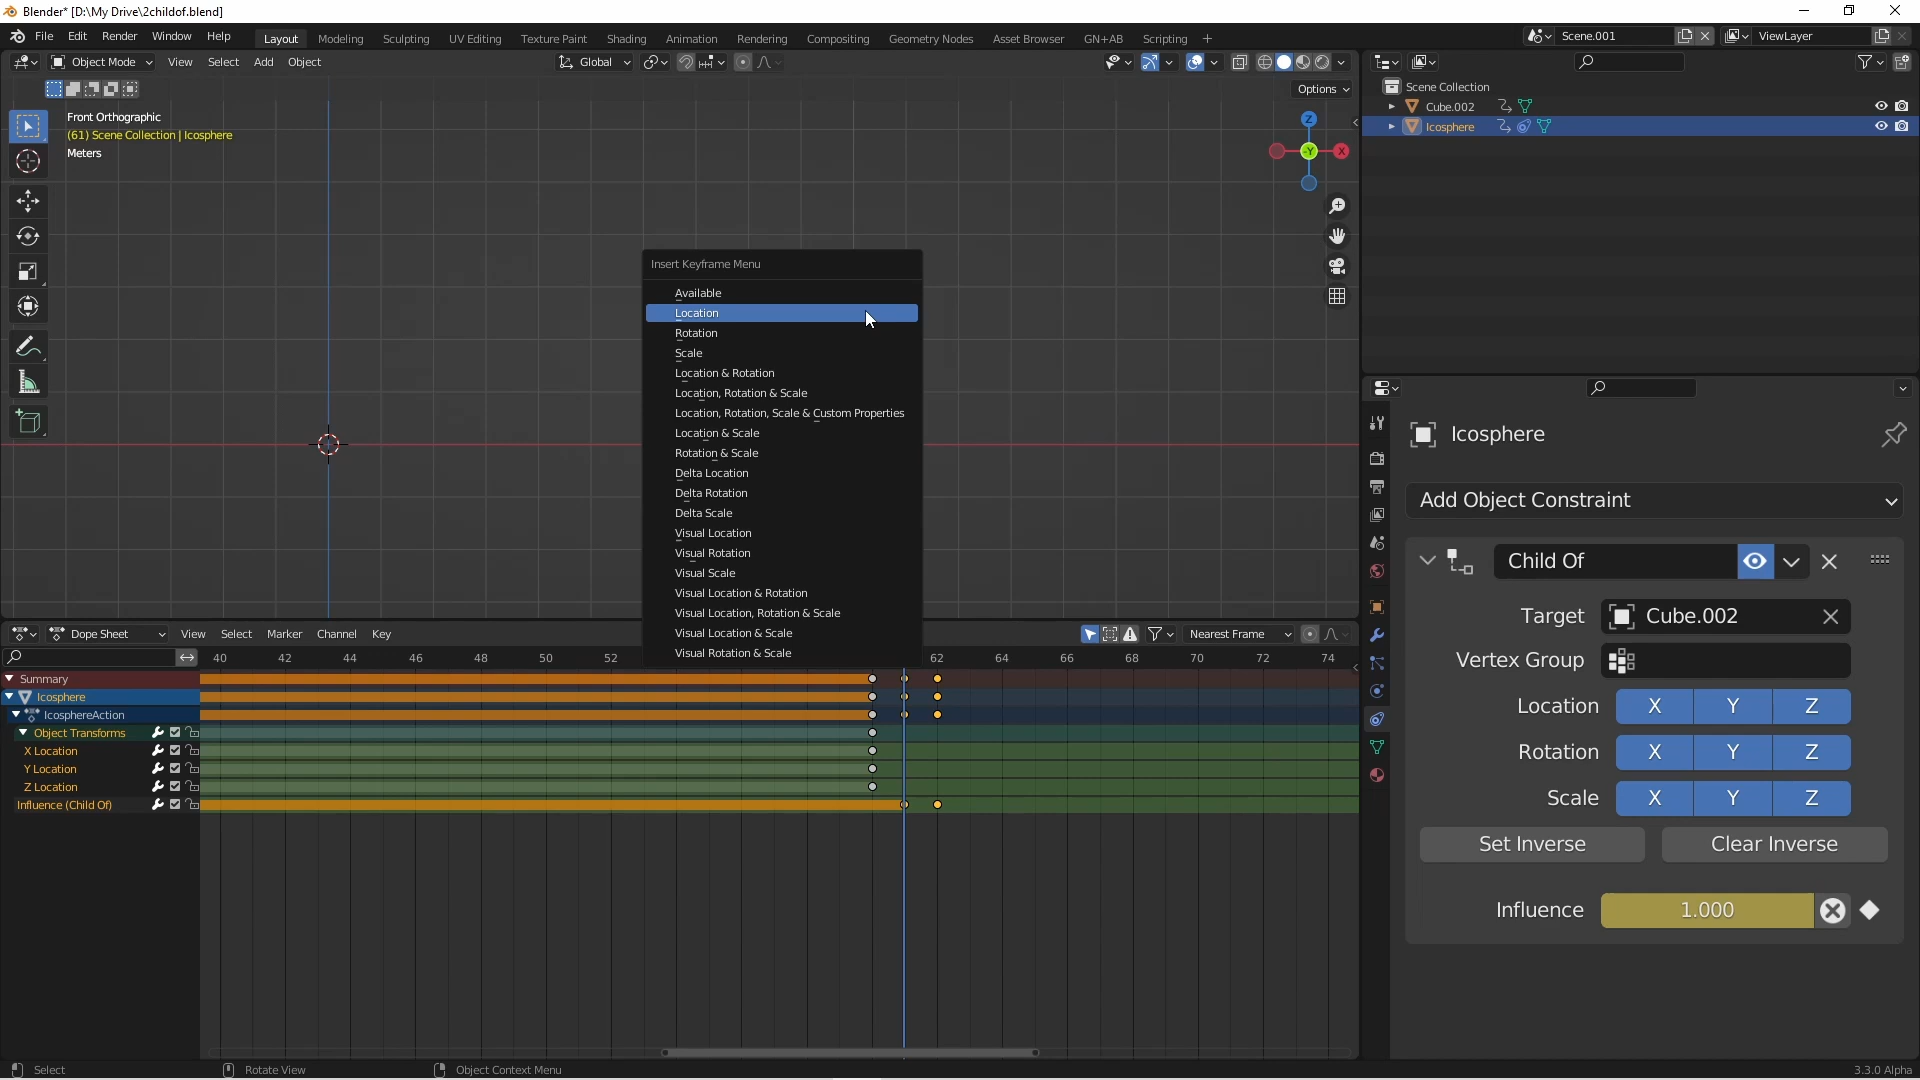 Blender* [D:\My Drive\2childof.blend]
File Edit Render Window Help Layout Modeling Sculpting UV Editing Texture Paint Shading Animation Rendering Compositing Geometry Nodes Asset Browser GN+AB Scripting + Scene.001 ViewLayer
Object Mode View Select Add Object Global
Options
Front Orthographic
(61) Scene Collection | Icosphere
Meters
Z
-Y X
Insert Keyframe Menu
Available
Location
Rotation
Scale
Location & Rotation
Location, Rotation & Scale
Location, Rotation, Scale & Custom Properties
Location & Scale
Rotation & Scale
Delta Location
Delta Rotation
Delta Scale
Visual Location
Visual Rotation
Visual Scale
Visual Location & Rotation
Visual Location, Rotation & Scale
Visual Location & Scale
Visual Rotation & Scale
Scene Collection
Cube.002
Icosphere
Icosphere
Add Object Constraint
Child Of
Target Cube.002
Vertex Group
Location X Y Z
Rotation X Y Z
Scale X Y Z
Set Inverse Clear Inverse
Influence 1.000
Dope Sheet View Select Marker Channel Key Nearest Frame
40 42 44 46 48 50 52 62 64 66 68 70 72 74
Summary
Icosphere
IcosphereAction
Object Transforms
X Location
Y Location
Z Location
Influence (Child Of)
Select Rotate View Object Context Menu 3.3.0 Alpha